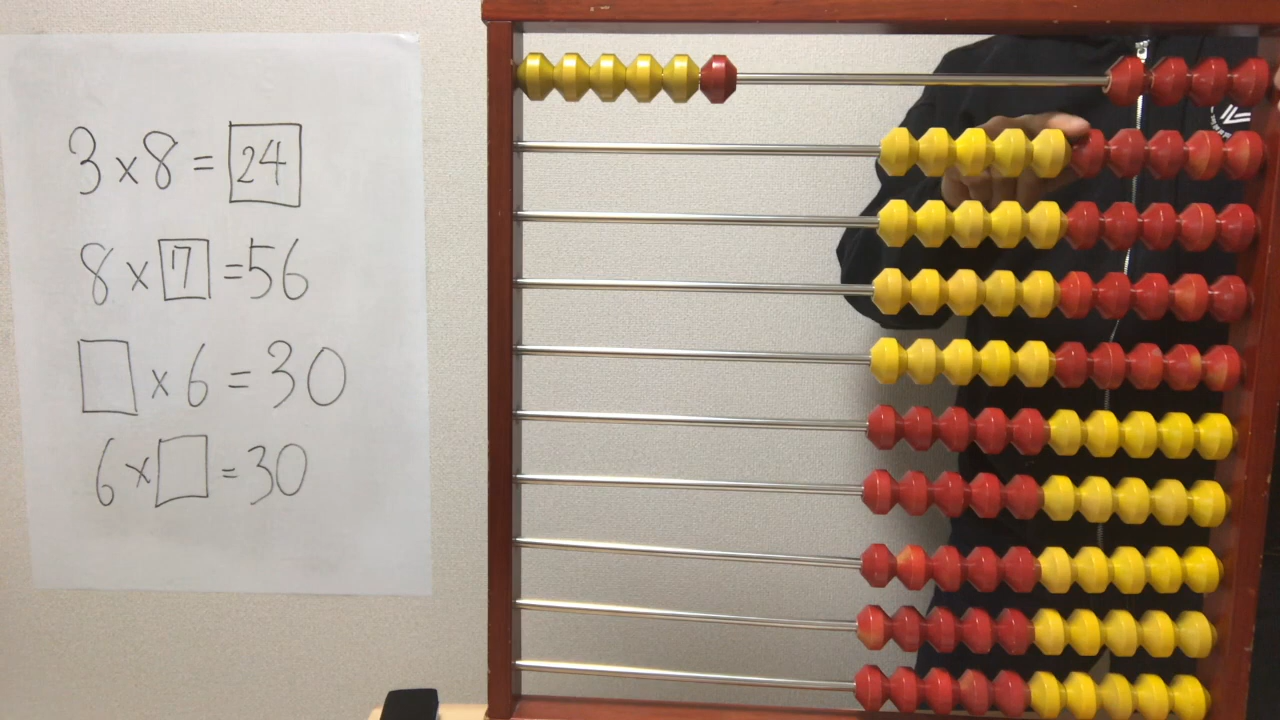 3 × 8 = 24
8 × 7 = 56
□ × 6 = 30
6 × □ = 30